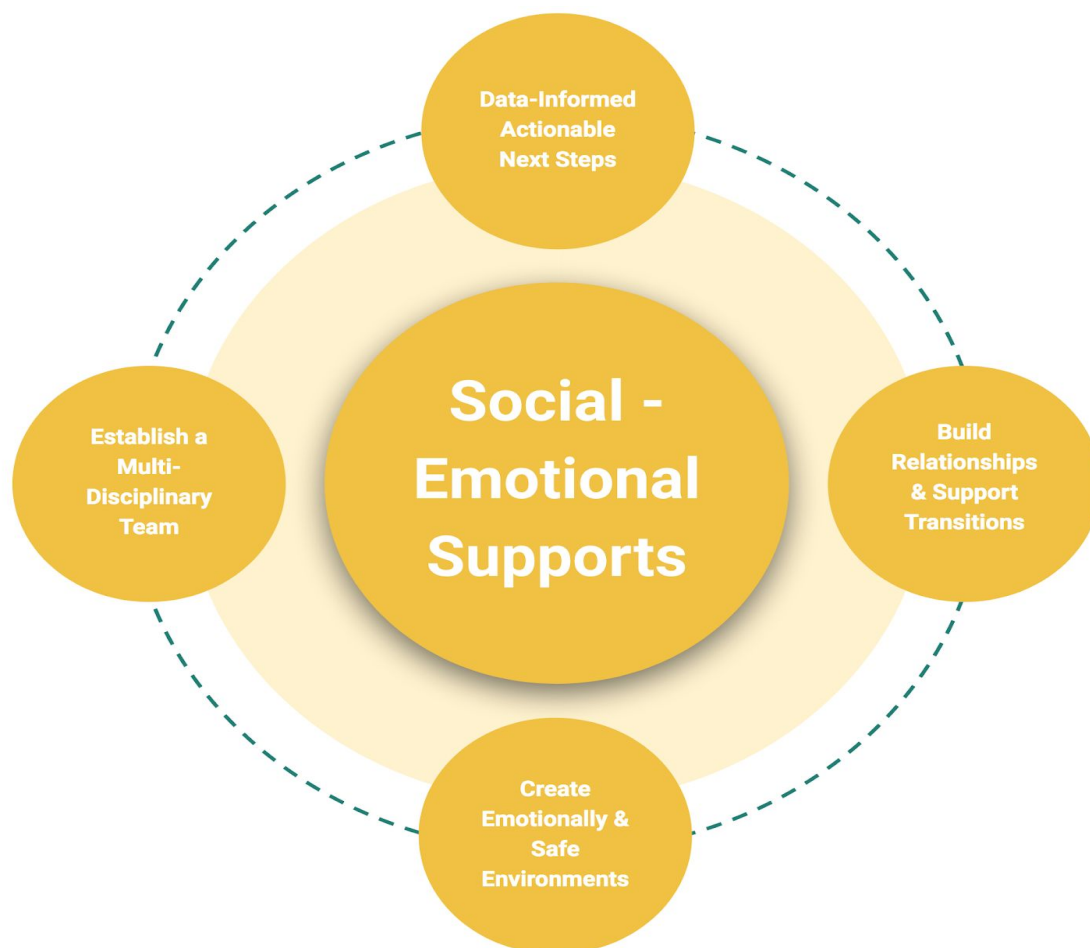 Data-Informed
Actionable
Next Steps
Establish a
Multi-
Disciplinary
Team
Social -
Emotional
Supports
Build
Relationships
& Support
Transitions
Create
Emotionally &
Safe
Environments